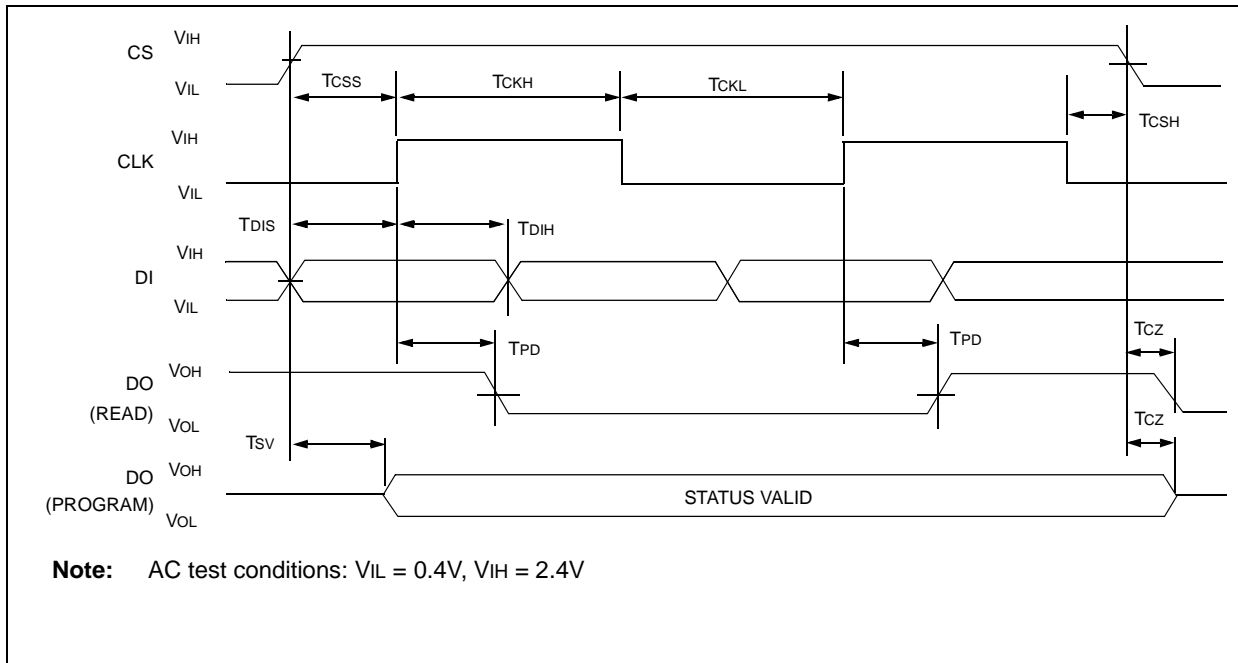 CS
VIH
VIL
TCSS
TCKH
TCKL
TCSH
CLK
VIH
VIL
TDIS
TDIH
DI
VIH
VIL
TPD
TPD
TCZ
DO
(READ)
VOH
VOL
TSV
TCZ
DO
(PROGRAM)
VOH
VOL
STATUS VALID
Note: AC test conditions: VIL = 0.4V, VIH = 2.4V